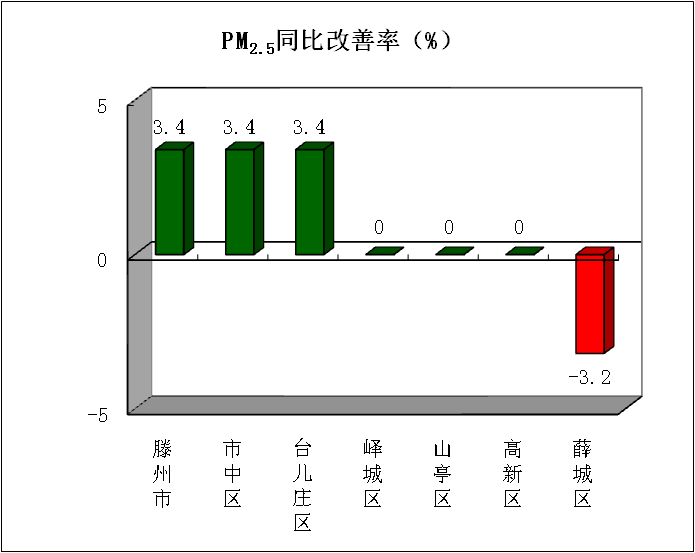 PM2.5同比改善率（%）
5
3.4
3.4
3.4
0
0
0
0
-3.2
-5
滕州市
市中区
台儿庄区
峄城区
山亭区
高新区
薛城区